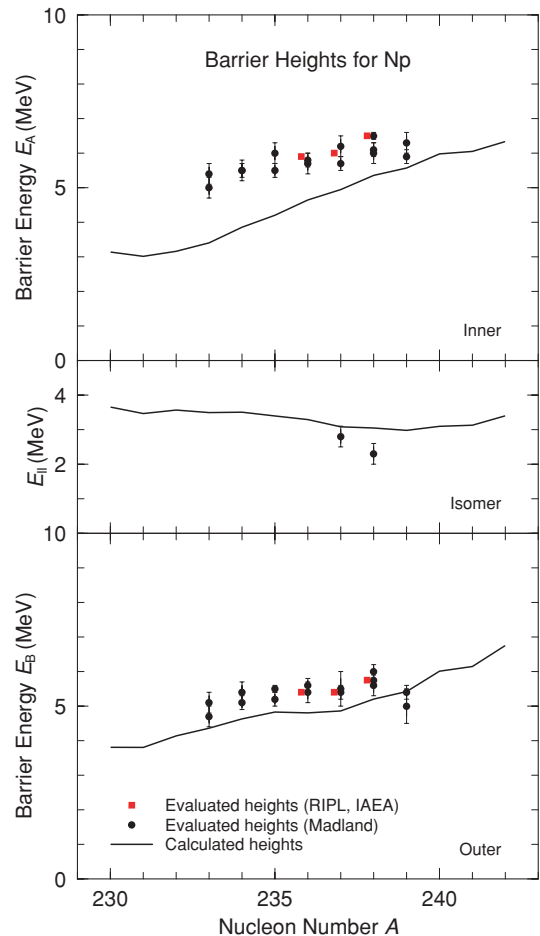 Barrier Heights for Np
10
5
0
Barrier Energy EA (MeV)
Inner
4
2
EII (MeV)
Isomer
10
5
0
Barrier Energy EB (MeV)
Evaluated heights (RIPL, IAEA)
Evaluated heights (Madland)
Calculated heights
Outer
230 235 240
Nucleon Number A